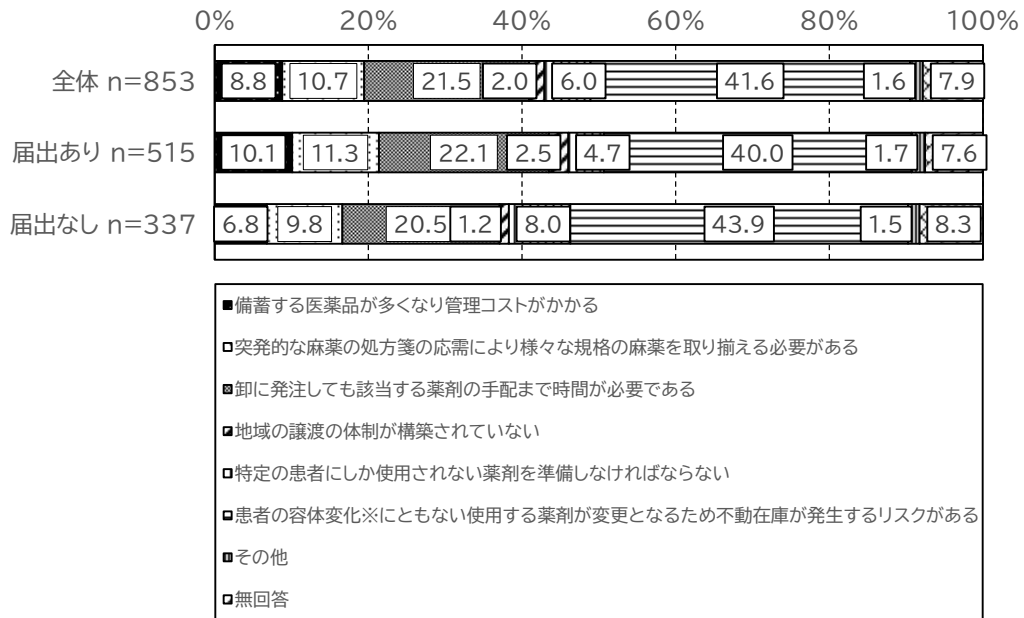 0% 20% 40% 60% 80% 100%
全体 n=853 8.8 10.7 21.5 2.0 6.0 41.6 1.6 7.9
届出あり n=515 10.1 11.3 22.1 2.5 4.7 40.0 1.7 7.6
届出なし n=337 6.8 9.8 20.5 1.2 8.0 43.9 1.5 8.3
備蓄する医薬品が多くなり管理コストがかかる
突発的な麻薬の処方箋の応需により様々な規格の麻薬を取り揃える必要がある
卸に発注しても該当する薬剤の手配まで時間が必要である
地域の譲渡の体制が構築されていない
特定の患者にしか使用されない薬剤を準備しなければならない
患者の容体変化※にともない使用する薬剤が変更となるため不動在庫が発生するリスクがある
その他
無回答